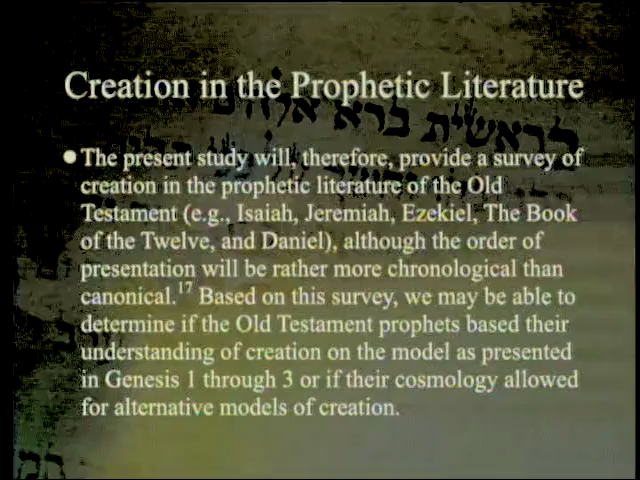 Creation in the Prophetic Literature
בראשית ברא אלהים
The present study will, therefore, provide a survey of
creation in the prophetic literature of the Old
Testament (e.g., Isaiah, Jeremiah, Ezekiel, The Book
of the Twelve, and Daniel), although the order of
presentation will be rather more chronological than
canonical.17 Based on this survey, we may be able to
determine if the Old Testament prophets based their
understanding of creation on the model as presented
in Genesis 1 through 3 or if their cosmology allowed
for alternative models of creation.